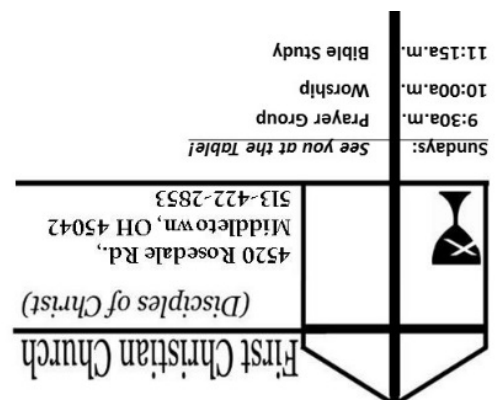 First Christian Church
(Disciples of Christ)
4520 Rosedale Rd.,
Middletown, OH 45042
513-422-2853
Sundays: See you at the Table!
9:30a.m. Prayer Group
10:00a.m. Worship
11:15a.m. Bible Study